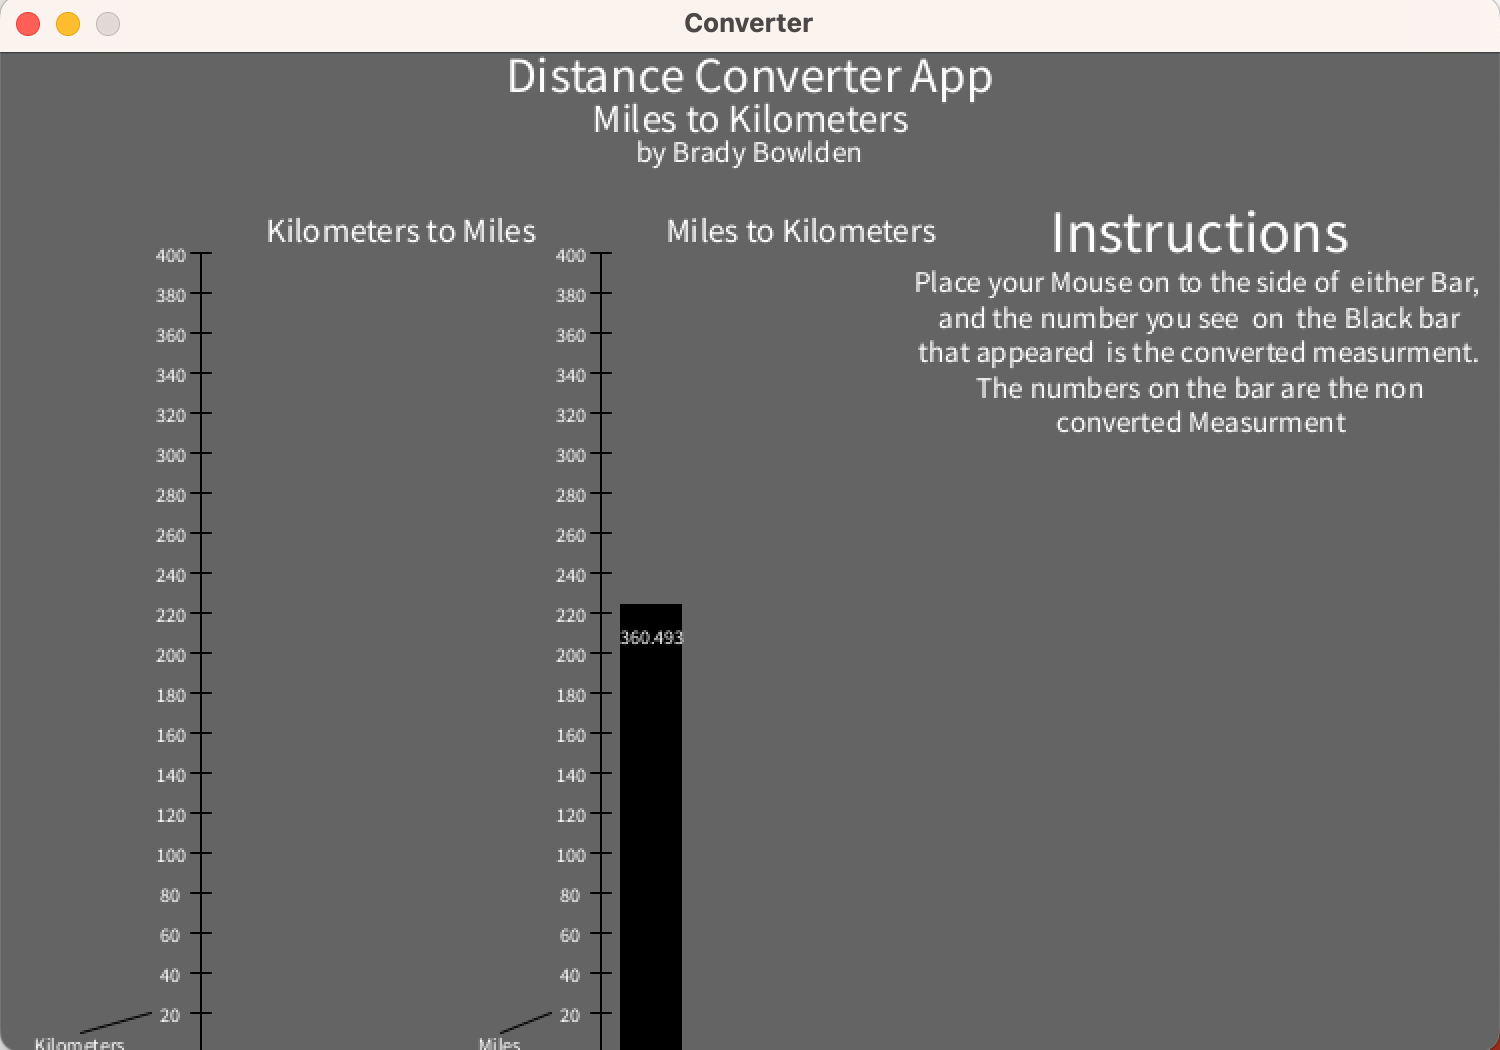 Converter
Distance Converter App
Miles to Kilometers
by Brady Bowlden
Kilometers to Miles
400
380
360
340
320
300
280
260
240
220
200
180
160
140
120
100
80
60
40
20
Kilometers
Miles to Kilometers
400
380
360
340
320
300
280
260
240
220
200
180
160
140
120
100
80
60
40
20
Miles
360.493
Instructions
Place your Mouse on to the side of either Bar,
and the number you see on the Black bar
that appeared is the converted measurment.
The numbers on the bar are the non
converted Measurment